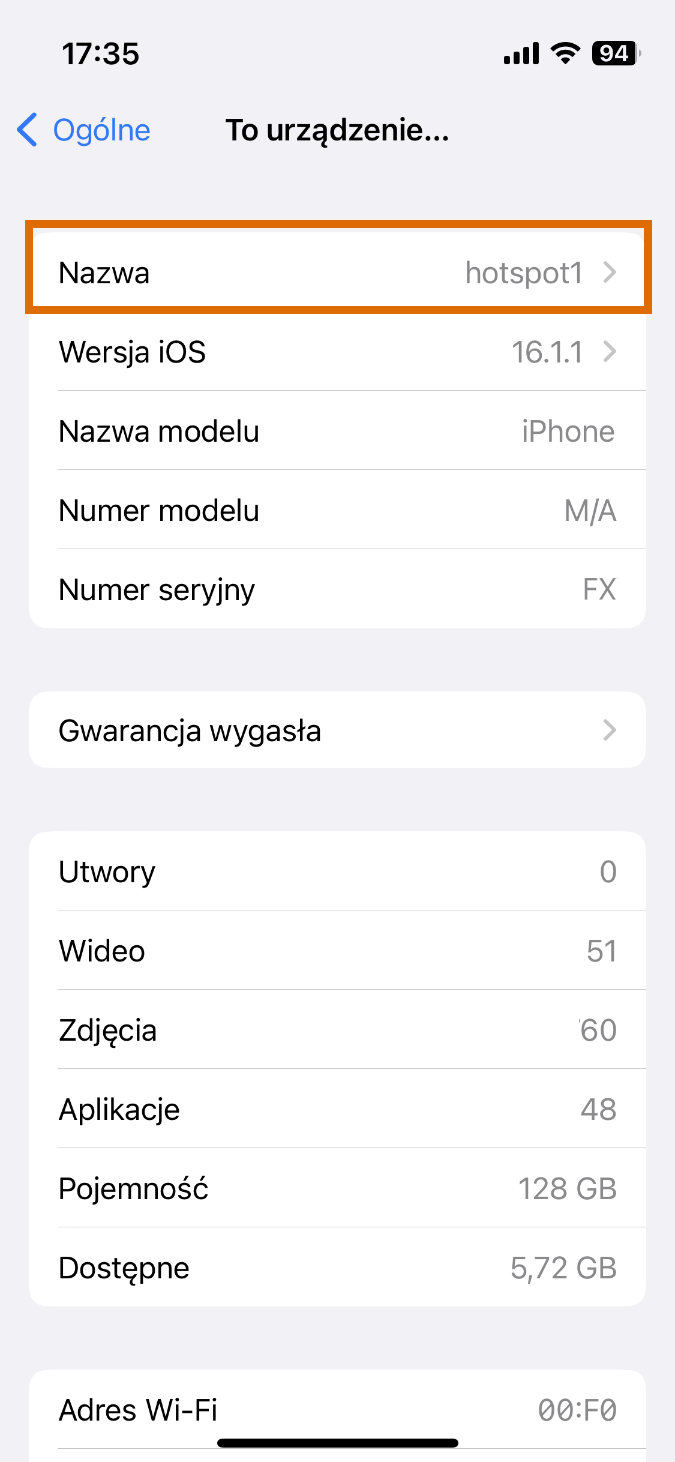 17:35 94
Ogólne To urządzenie...
Nazwa hotspot1
Wersja iOS 16.1.1
Nazwa modelu iPhone
Numer modelu M/A
Numer seryjny FX
Gwarancja wygasła
Utwory 0
Wideo 51
Zdjęcia 60
Aplikacje 48
Pojemność 128 GB
Dostępne 5,72 GB
Adres Wi-Fi 00:F0